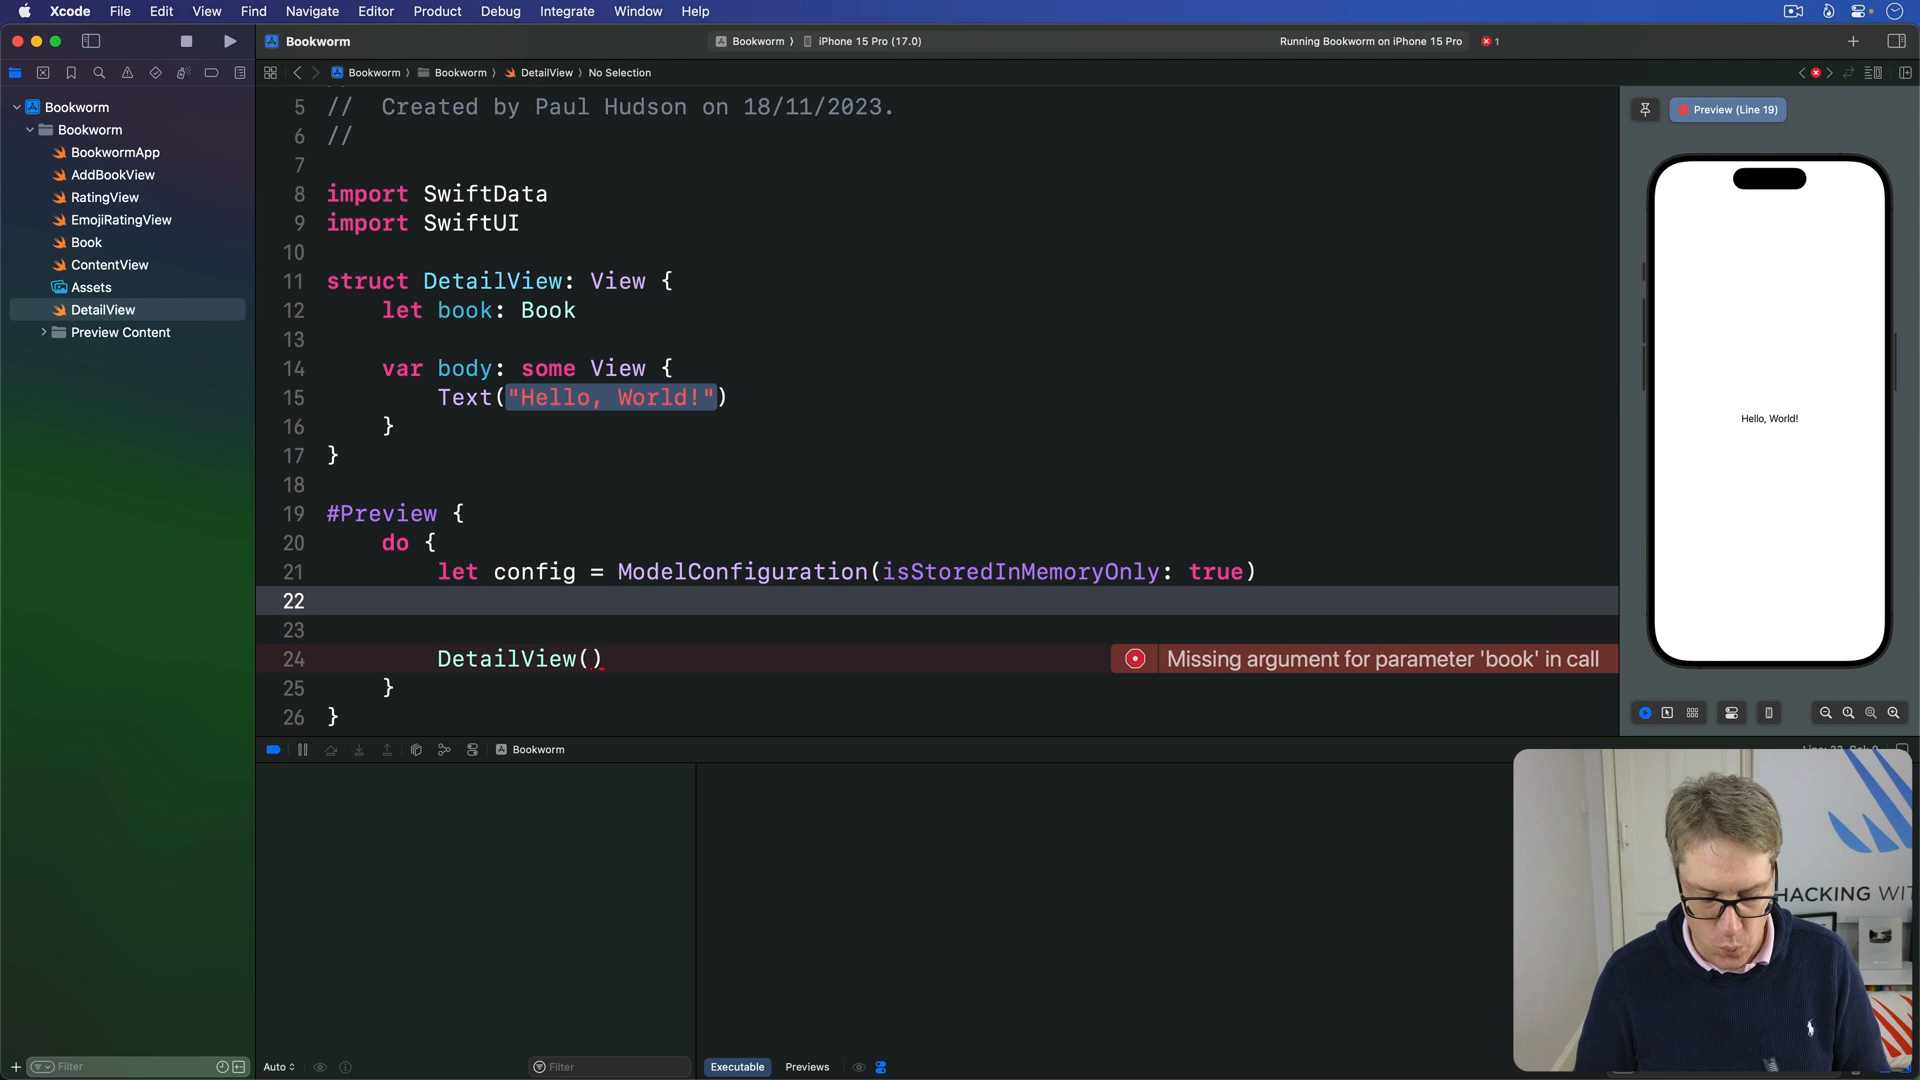 Xcode File Edit View Find Navigate Editor Product Debug Integrate Window Help
Bookworm
Bookworm 〉 iPhone 15 Pro (17.0)
Running Bookworm on iPhone 15 Pro
1
Bookworm 〉 Bookworm 〉 DetailView 〉 No Selection
Bookworm
Bookworm
BookwormApp
AddBookView
RatingView
EmojiRatingView
Book
ContentView
Assets
DetailView
Preview Content
5 //  Created by Paul Hudson on 18/11/2023.
6 //
7
8 import SwiftData
9 import SwiftUI
10
11 struct DetailView: View {
12     let book: Book
13
14     var body: some View {
15         Text("Hello, World!")
16     }
17 }
18
19 #Preview {
20     do {
21         let config = ModelConfiguration(isStoredInMemoryOnly: true)
22
23
24         DetailView()
Missing argument for parameter 'book' in call
25     }
26 }
Preview (Line 19)
Hello, World!
Bookworm
HACKING WIT
Filter
Auto
Filter
Executable
Previews